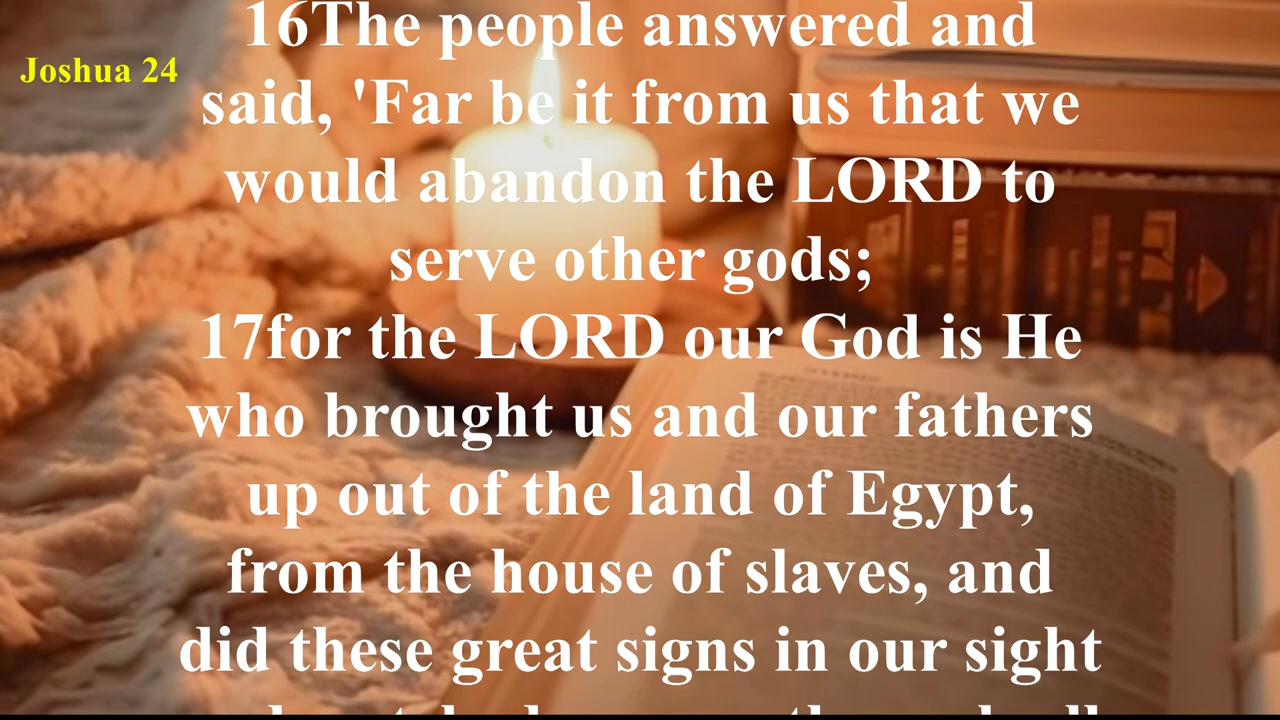 Joshua 24
16The people answered and
said, 'Far be it from us that we
would abandon the LORD to
serve other gods;
17for the LORD our God is He
who brought us and our fathers
up out of the land of Egypt,
from the house of slaves, and
did these great signs in our sight